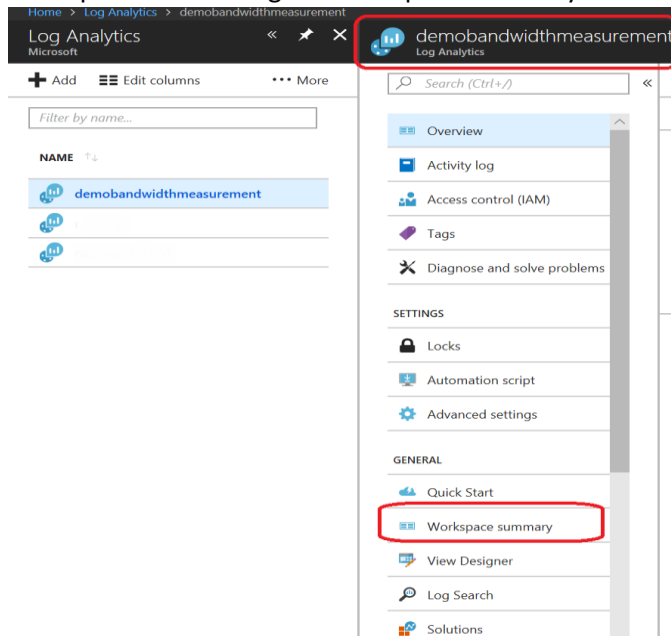 Home > Log Analytics > demobandwidthmeasurement
Log Analytics
Microsoft
Add
Edit columns
••• More
Filter by name...
NAME
demobandwidthmeasurement
demobandwidthmeasurement
Log Analytics
Search (Ctrl+/)
Overview
Activity log
Access control (IAM)
Tags
Diagnose and solve problems
SETTINGS
Locks
Automation script
Advanced settings
GENERAL
Quick Start
Workspace summary
View Designer
Log Search
Solutions